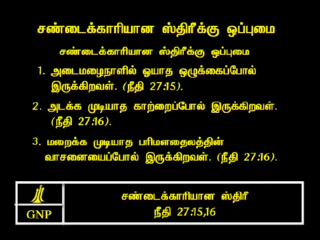 சண்டைக்காரியான ஸ்திரீக்கு ஒப்புமை
சண்டைக்காரியான ஸ்திரீக்கு ஒப்புமை
1. அடைமழைநாளில் ஓயாத ஒழுக்கைப்போல்
இருக்கிறவள். (நீதி 27:15).
2. அடக்க முடியாத காற்றைப்போல் இருக்கிறவள்.
(நீதி 27:16).
3. மறைக்க முடியாத பரிமளதைலத்தின்
வாசனையைப்போல் இருக்கிறவள். (நீதி 27:16).
சண்டைக்காரியான ஸ்திரீ
நீதி 27:15,16
GNP